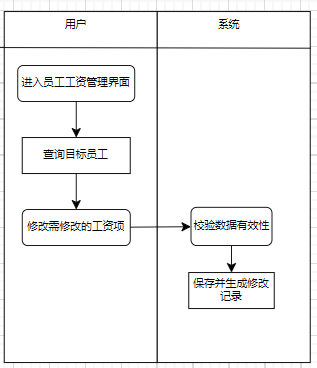 用户
系统
进入员工工资管理界面
查询目标员工
修改需修改的工资项
校验数据有效性
保存并生成修改
记录